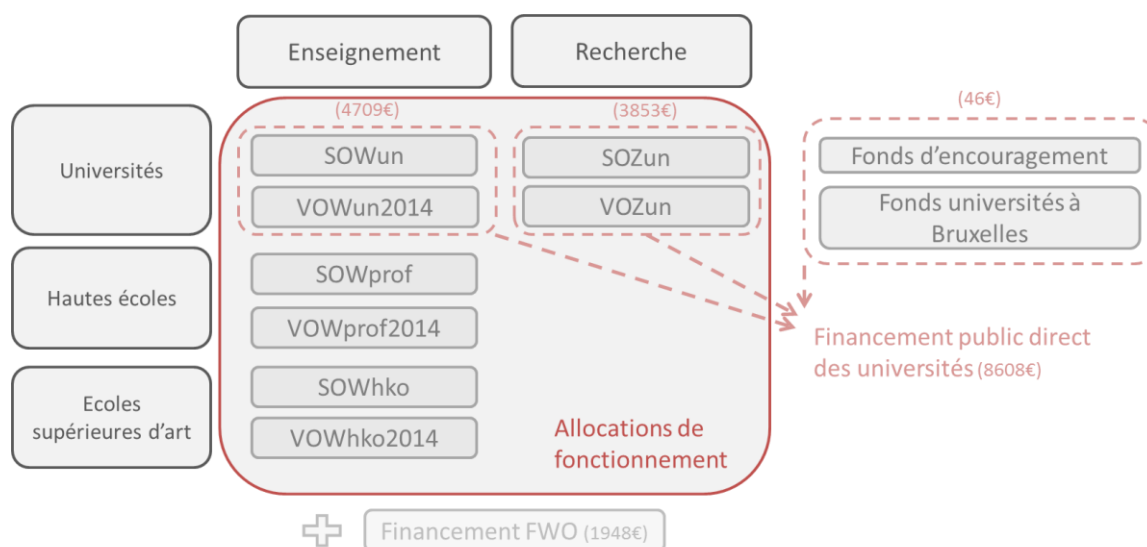 Enseignement
Recherche
(4709€)
(3853€)
(46€)
Universités
SOWun
SOZun
Fonds d'encouragement
VOWun2014
VOZun
Fonds universités à
Bruxelles
Hautes écoles
SOWprof
VOWprof2014
Financement public direct
des universités (8608€)
Ecoles
supérieures d'art
SOWhko
VOWhko2014
Allocations de
fonctionnement
Financement FWO (1948€)